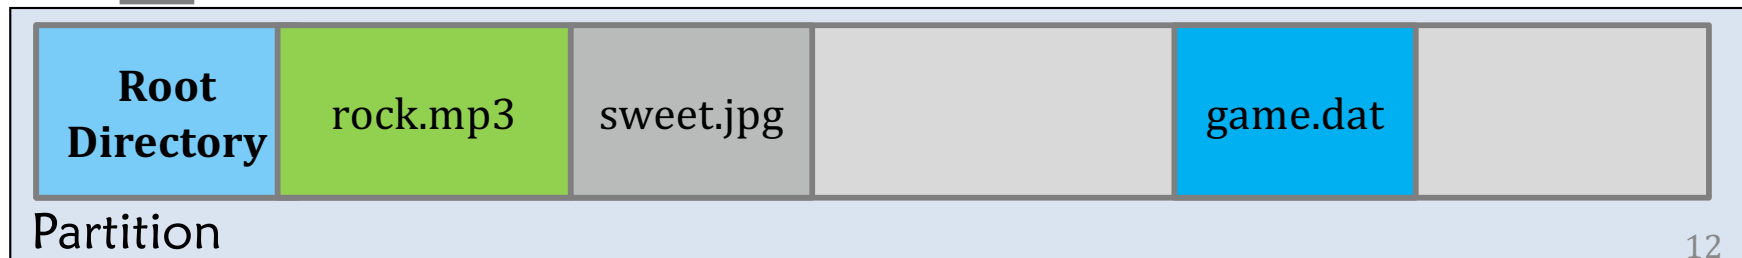 Root
Directory
rock.mp3
sweet.jpg
game.dat
Partition
12